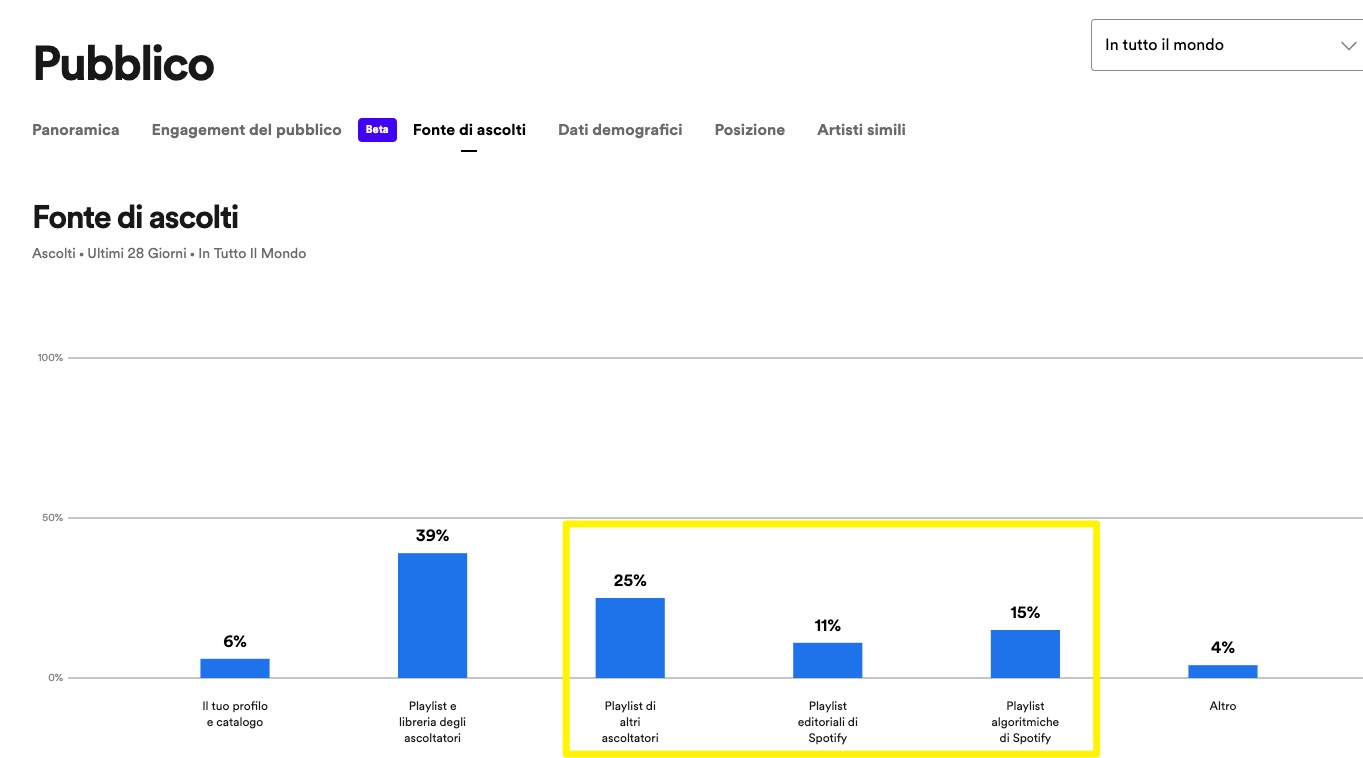 In tutto il mondo
Pubblico
Panoramica Engagement del pubblico Beta Fonte di ascolti Dati demografici Posizione Artisti simili
Fonte di ascolti
Ascolti • Ultimi 28 Giorni • In Tutto Il Mondo
100%
50%
39%
25%
15%
11%
6%
4%
0%
Il tuo profilo
e catalogo
Playlist e
libreria degli
ascoltatori
Playlist di
altri
ascoltatori
Playlist
editoriali di
Spotify
Playlist
algoritmiche
di Spotify
Altro